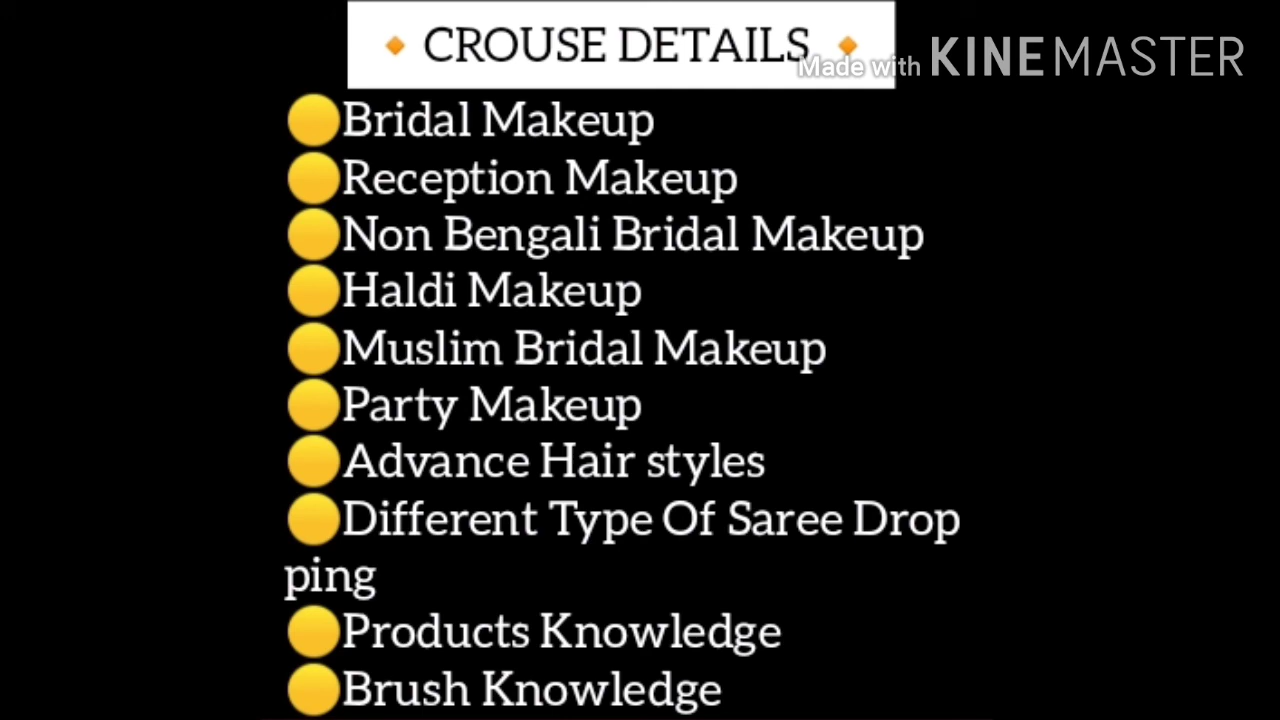 🔸 CROUSE DETAILS 🔸
Made with KINEMASTER
🟡Bridal Makeup
🟡Reception Makeup
🟡Non Bengali Bridal Makeup
🟡Haldi Makeup
🟡Muslim Bridal Makeup
🟡Party Makeup
🟡Advance Hair styles
🟡Different Type Of Saree Drop
ping
🟡Products Knowledge
🟡Brush Knowledge